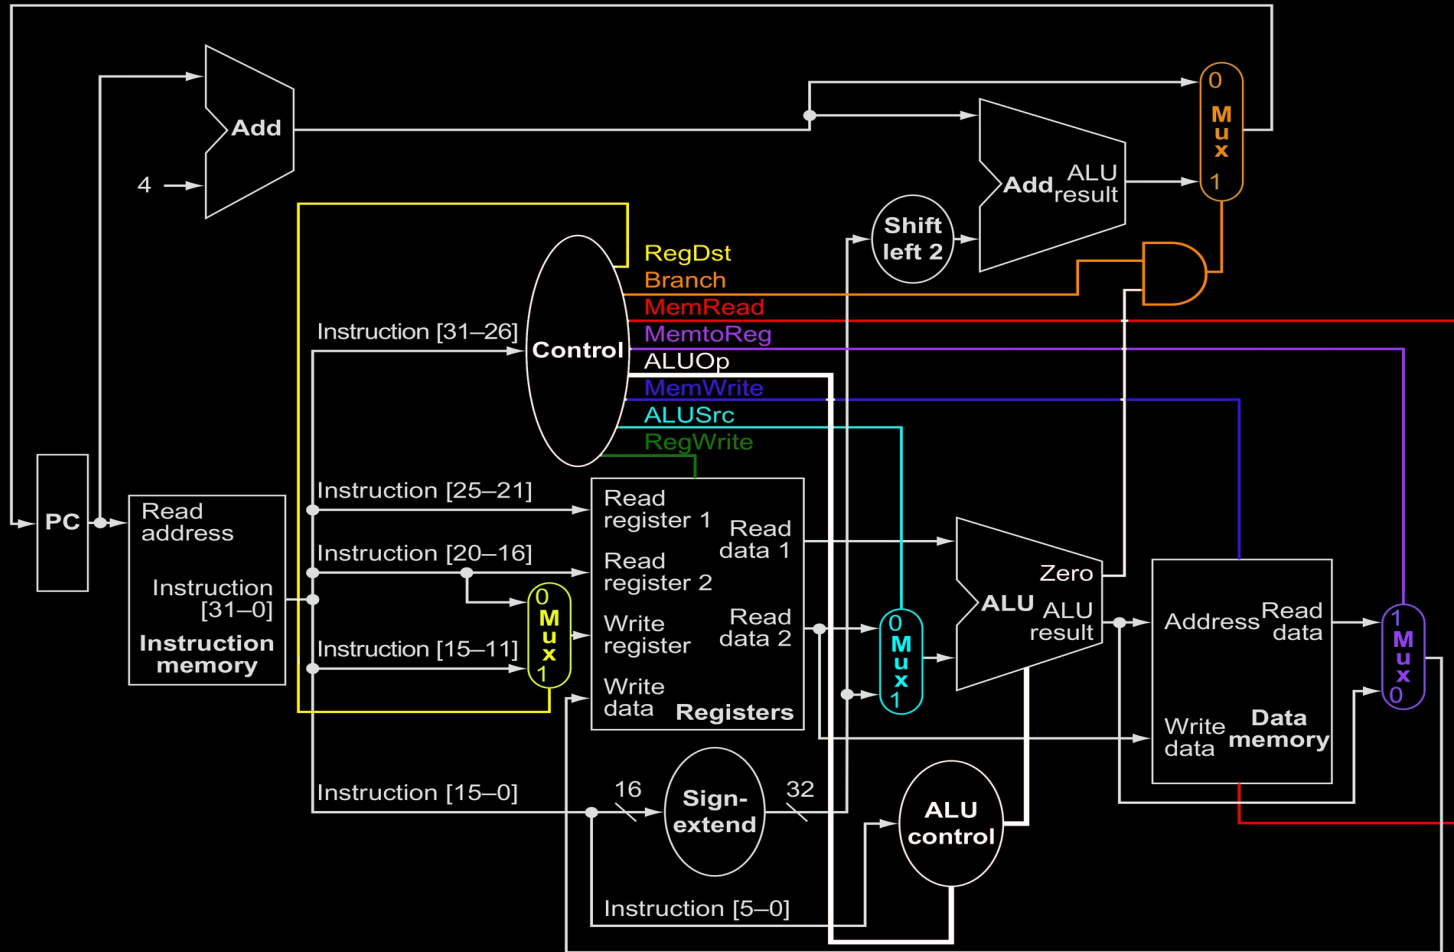 0
Mux
1
Add
4
Add
ALU
result
Shift
left 2
RegDst
Branch
MemRead
MemtoReg
ALUOp
MemWrite
ALUSrc
RegWrite
Control
Instruction [31–26]
Instruction [25–21]
Instruction [20–16]
Instruction [15–11]
Instruction [15–0]
Instruction [5–0]
PC
Read
address
Instruction
[31–0]
Instruction
memory
0
Mux
1
Read
register 1
Read
register 2
Write
register
Write
data
Read
data 1
Read
data 2
Registers
0
Mux
1
Zero
ALU
ALU
result
Address
Read
data
Write
data
Data
memory
1
Mux
0
16
Sign-
extend
32
ALU
control